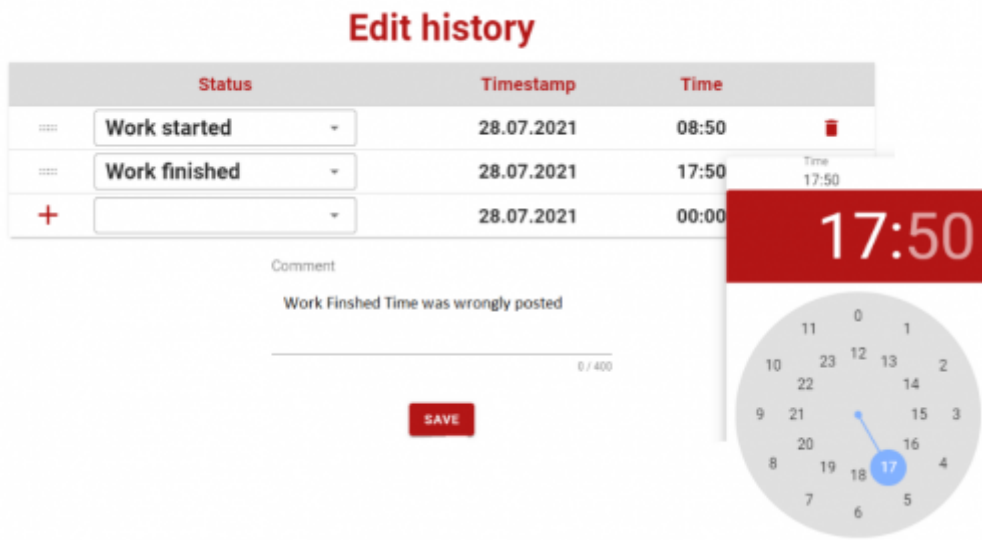 Edit history
Status Timestamp Time
Work started 28.07.2021 08:50
Work finished 28.07.2021 17:50
28.07.2021 00:00
Time
17:50
17:50
Comment
Work Finshed Time was wrongly posted
0 / 400
SAVE
0
11 1
12
23 13
10 2
22 14
9 21 15 3
20 16
8 19 17 4
18
7 5
6